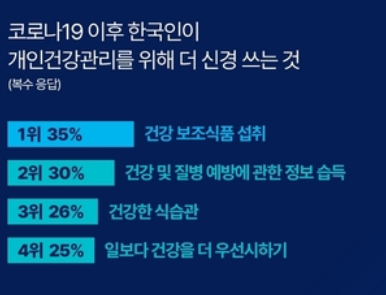 코로나19 이후 한국인이
개인건강관리를 위해 더 신경 쓰는 것
(복수 응답)
1위 35% 건강 보조식품 섭취
2위 30% 건강 및 질병 예방에 관한 정보 습득
3위 26% 건강한 식습관
4위 25% 일보다 건강을 더 우선시하기